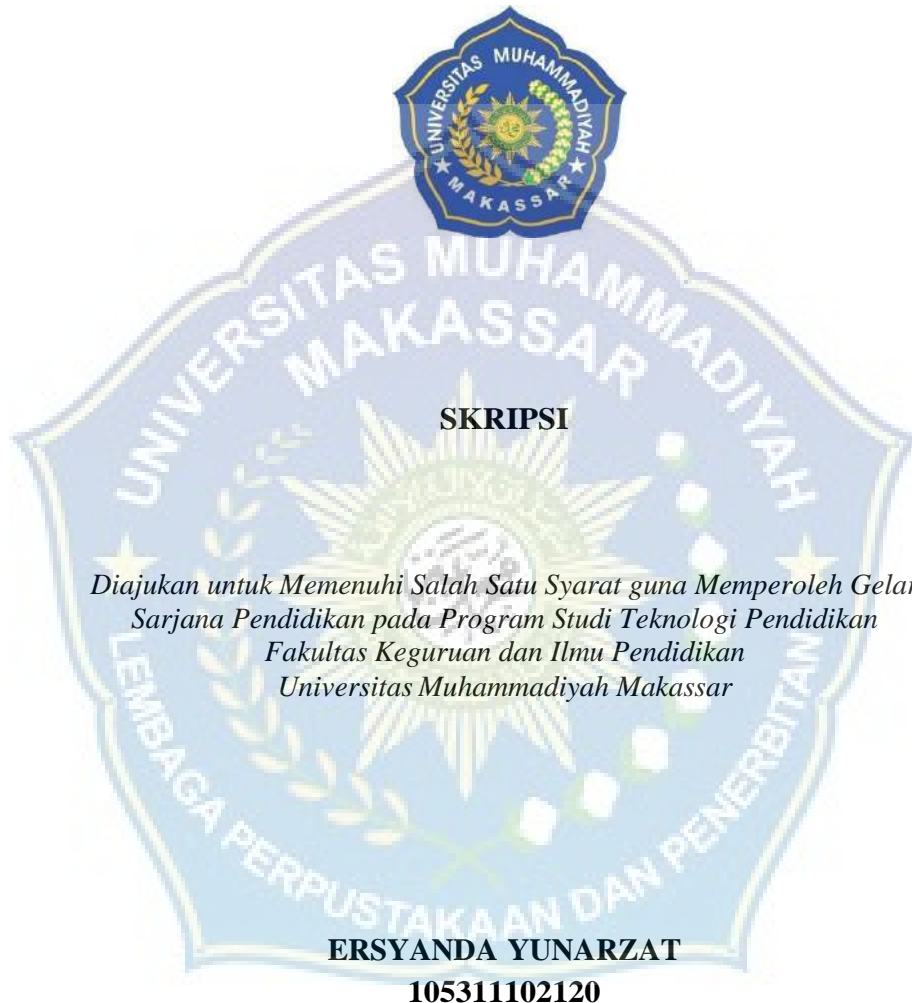 UNIVERSITAS MUHAMMADIYAH
MAKASSAR
UNIVERSITAS MUHAMMADIYAH
MAKASSAR
LEMBAGA PERPUSTAKAAN DAN PENERBITAN
SKRIPSI
Diajukan untuk Memenuhi Salah Satu Syarat guna Memperoleh Gelar
Sarjana Pendidikan pada Program Studi Teknologi Pendidikan
Fakultas Keguruan dan Ilmu Pendidikan
Universitas Muhammadiyah Makassar
ERSYANDA YUNARZAT
105311102120